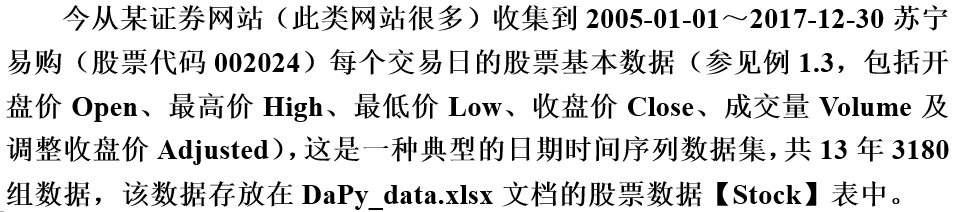 今从某证券网站（此类网站很多）收集到 2005-01-01～2017-12-30 苏宁
易购（股票代码 002024）每个交易日的股票基本数据（参见例 1.3，包括开
盘价 Open、最高价 High、最低价 Low、收盘价 Close、成交量 Volume 及
调整收盘价 Adjusted），这是一种典型的日期时间序列数据集，共 13 年 3180
组数据，该数据存放在 DaPy_data.xlsx 文档的股票数据【Stock】表中。